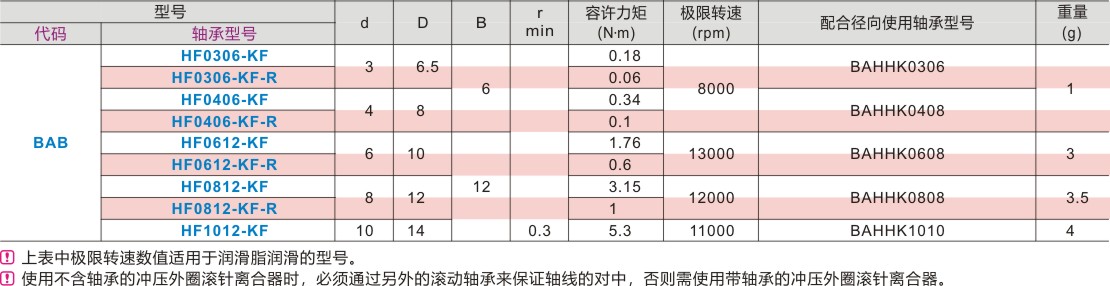 型号 d D B r min 容许力矩 (N·m) 极限转速 (rpm) 配合径向使用轴承型号 重量 (g)
代码 轴承型号
BAB HF0306-KF 3 6.5 6 0.18 8000 BAHHK0306 1
HF0306-KF-R 0.06
HF0406-KF 4 8 0.34 BAHHK0408
HF0406-KF-R 0.1
HF0612-KF 6 10 12 1.76 13000 BAHHK0608 3
HF0612-KF-R 0.6
HF0812-KF 8 12 3.15 12000 BAHHK0808 3.5
HF0812-KF-R 1
HF1012-KF 10 14 0.3 5.3 11000 BAHHK1010 4
! 上表中极限转速数值适用于润滑脂润滑的型号。
! 使用不含轴承的冲压外圈滚针离合器时，必须通过另外的滚动轴承来保证轴线的对中，否则需使用带轴承的冲压外圈滚针离合器。